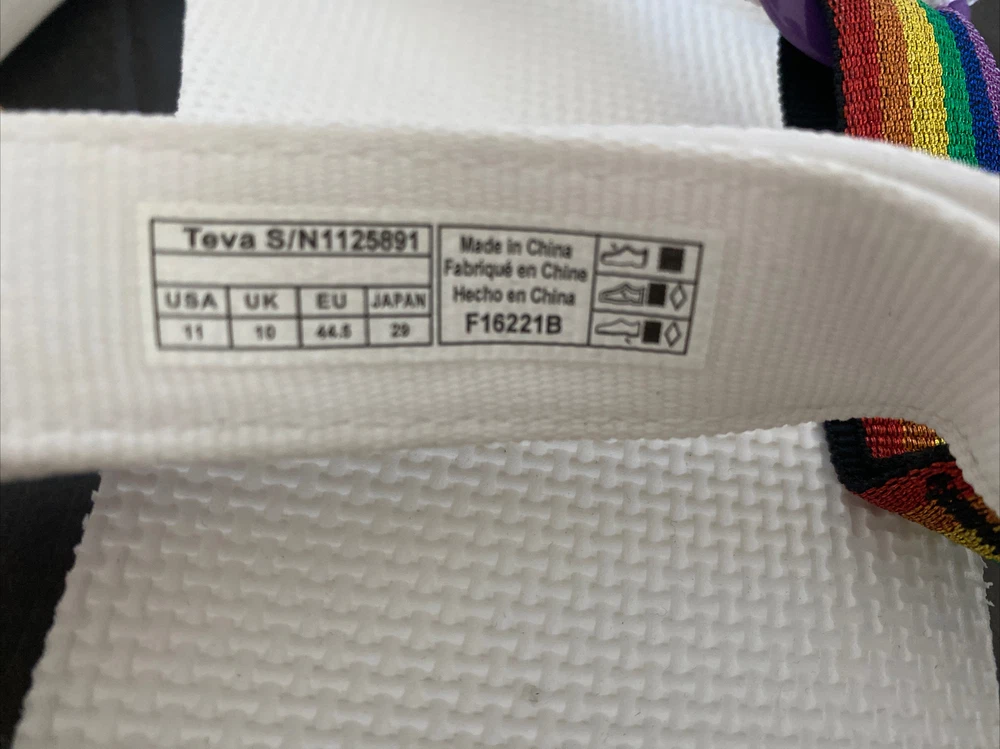 Teva S/N1125891
USA UK EU JAPAN
11 10 44.5 29
Made in China
Fabriqué en Chine
Hecho en China
F16221B